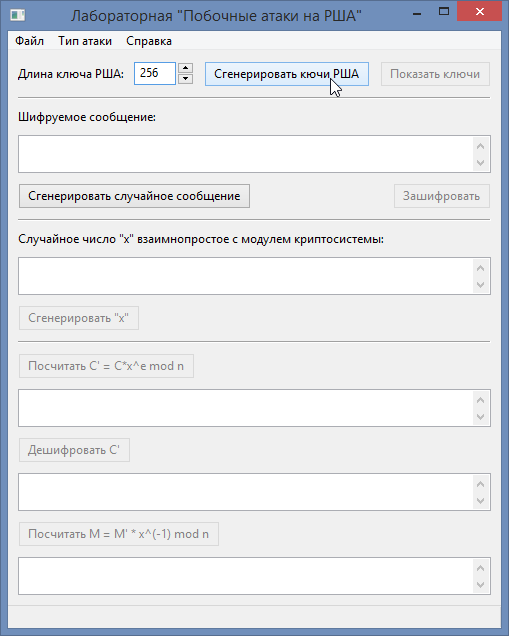 Лабораторная "Побочные атаки на РША"
Файл Тип атаки Справка
Длина ключа РША: 256 Сгенерировать кючи РША Показать ключи
Шифруемое сообщение:
Сгенерировать случайное сообщение Зашифровать
Случайное число "x" взаимнопростое с модулем криптосистемы:
Сгенерировать "x"
Посчитать C' = C*x^e mod n
Дешифровать C'
Посчитать M = M' * x^(-1) mod n